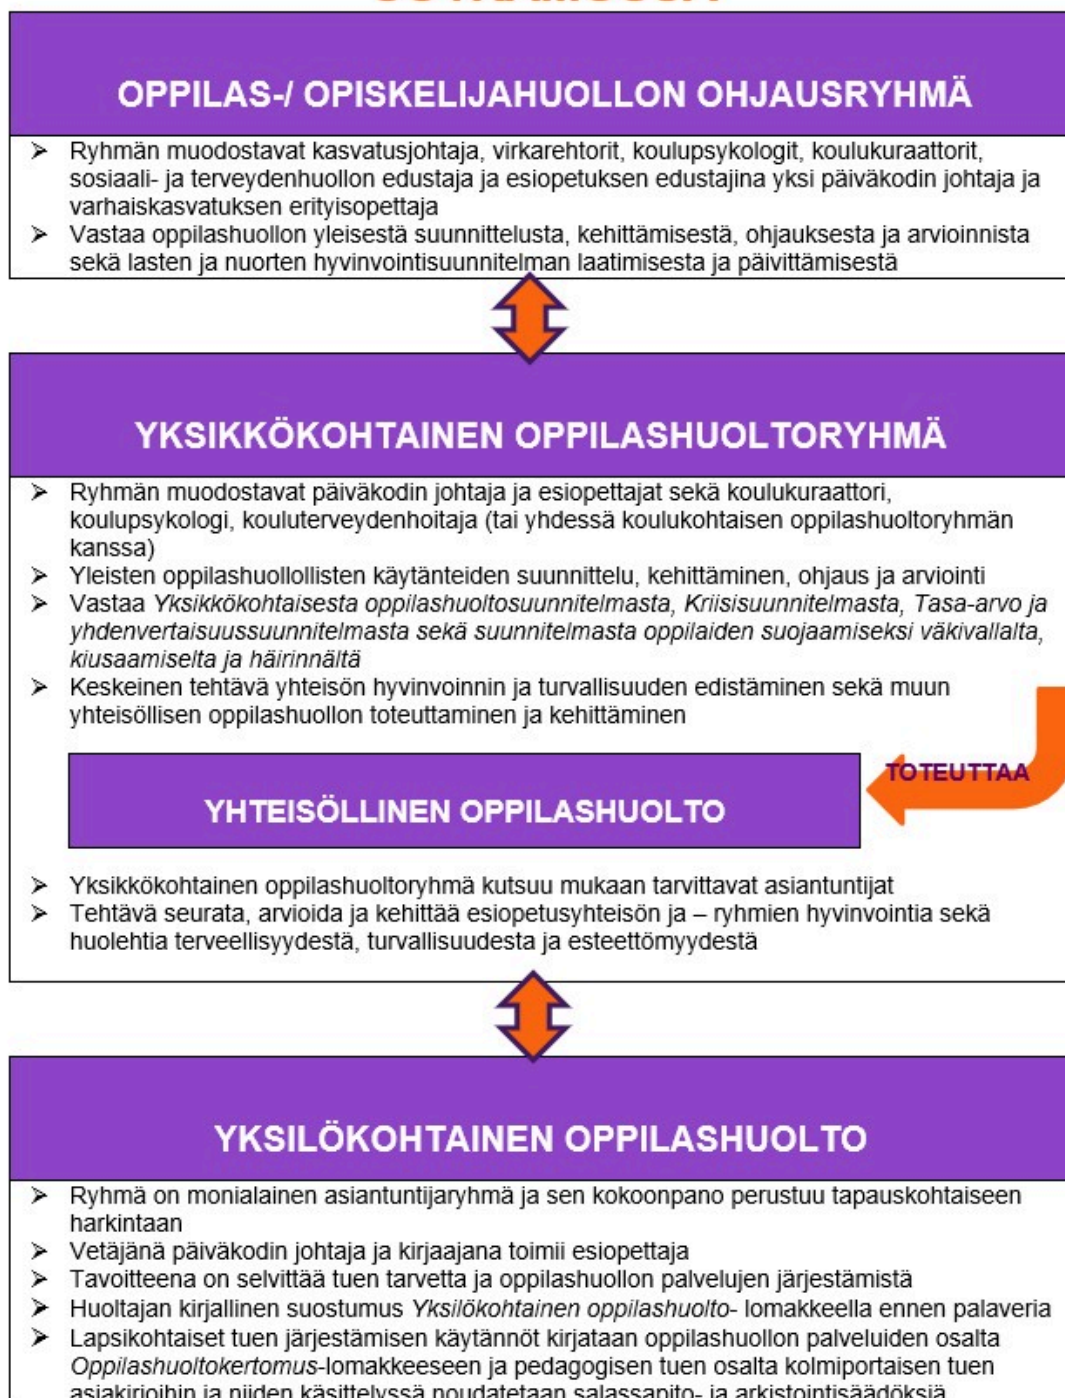 OPPILAS-/ OPISKELIJAHUOLLON OHJAUSRYHMÄ
➢ Ryhmän muodostavat kasvatusjohtaja, virkarehtorit, koulupsykologit, koulukuraattorit,
sosiaali- ja terveydenhuollon edustaja ja esiopetuksen edustajina yksi päiväkodin johtaja ja
varhaiskasvatuksen erityisopettaja
➢ Vastaa oppilashuollon yleisestä suunnittelusta, kehittämisestä, ohjauksesta ja arvioinnista
sekä lasten ja nuorten hyvinvointisuunnitelman laatimisesta ja päivittämisestä
YKSIKKÖKOHTAINEN OPPILASHUOLTORYHMÄ
➢ Ryhmän muodostavat päiväkodin johtaja ja esiopettajat sekä koulukuraattori,
koulupsykologi, kouluterveydenhoitaja (tai yhdessä koulukohtaisen oppilashuoltoryhmän
kanssa)
➢ Yleisten oppilashuollollisten käytänteiden suunnittelu, kehittäminen, ohjaus ja arviointi
➢ Vastaa Yksikkökohtaisesta oppilashuoltosuunnitelmasta, Kriisisuunnitelmasta, Tasa-arvo ja
yhdenvertaisuussuunnitelmasta sekä suunnitelmasta oppilaiden suojaamiseksi väkivallalta,
kiusaamiselta ja häirinnältä
➢ Keskeinen tehtävä yhteisön hyvinvoinnin ja turvallisuuden edistäminen sekä muun
yhteisöllisen oppilashuollon toteuttaminen ja kehittäminen
TOTEUTTAA
YHTEISÖLLINEN OPPILASHUOLTO
➢ Yksikkökohtainen oppilashuoltoryhmä kutsuu mukaan tarvittavat asiantuntijat
➢ Tehtävä seurata, arvioida ja kehittää esiopetusyhteisön ja – ryhmien hyvinvointia sekä
huolehtia terveellisyydestä, turvallisuudesta ja esteettömyydestä
YKSILÖKOHTAINEN OPPILASHUOLTO
➢ Ryhmä on monialainen asiantuntijaryhmä ja sen kokoonpano perustuu tapauskohtaiseen
harkintaan
➢ Vetäjänä päiväkodin johtaja ja kirjaajana toimii esiopettaja
➢ Tavoitteena on selvittää tuen tarvetta ja oppilashuollon palvelujen järjestämistä
➢ Huoltajan kirjallinen suostumus Yksilökohtainen oppilashuolto- lomakkeella ennen palaveria
➢ Lapsikohtaiset tuen järjestämisen käytännöt kirjataan oppilashuollon palveluiden osalta
Oppilashuoltokertomus-lomakkeeseen ja pedagogisen tuen osalta kolmiportaisen tuen
asiakirjoihin ja niiden käsittelyssä noudatetaan salassapito- ja arkistointisäädöksiä